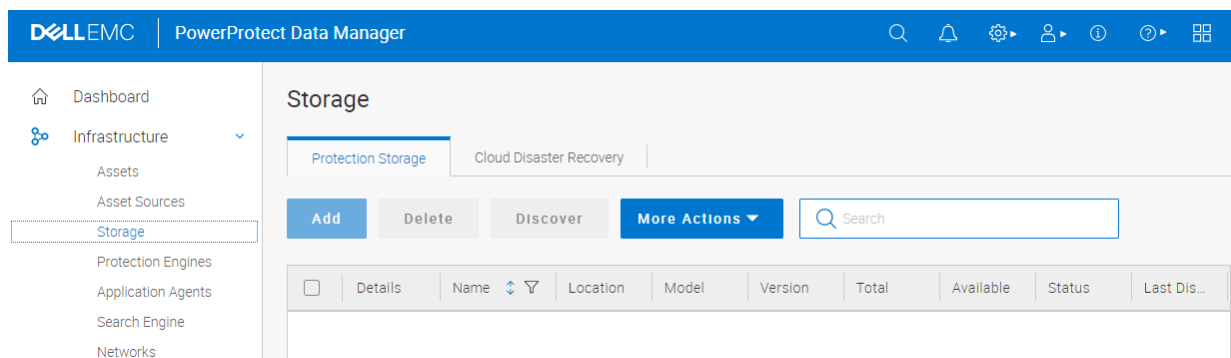 DELLEMC PowerProtect Data Manager
Dashboard
Infrastructure
Assets
Asset Sources
Storage
Protection Engines
Application Agents
Search Engine
Networks
Storage
Protection Storage Cloud Disaster Recovery
Add Delete Discover More Actions Search
Details Name Location Model Version Total Available Status Last Dis...